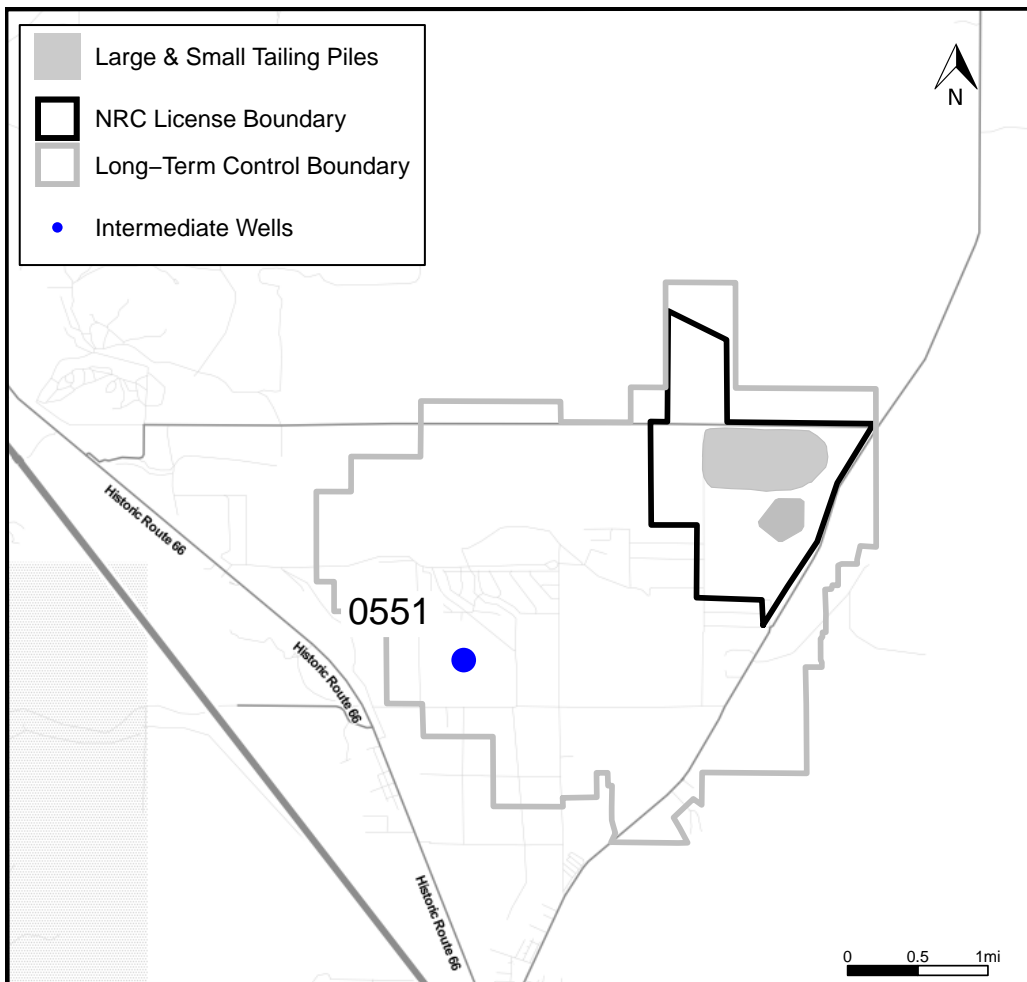 Large & Small Tailing Piles
NRC License Boundary
Long−Term Control Boundary
Intermediate Wells
N
Historic Route 66
0551
Historic Route 66
Historic Route 66
0 0.5 1mi